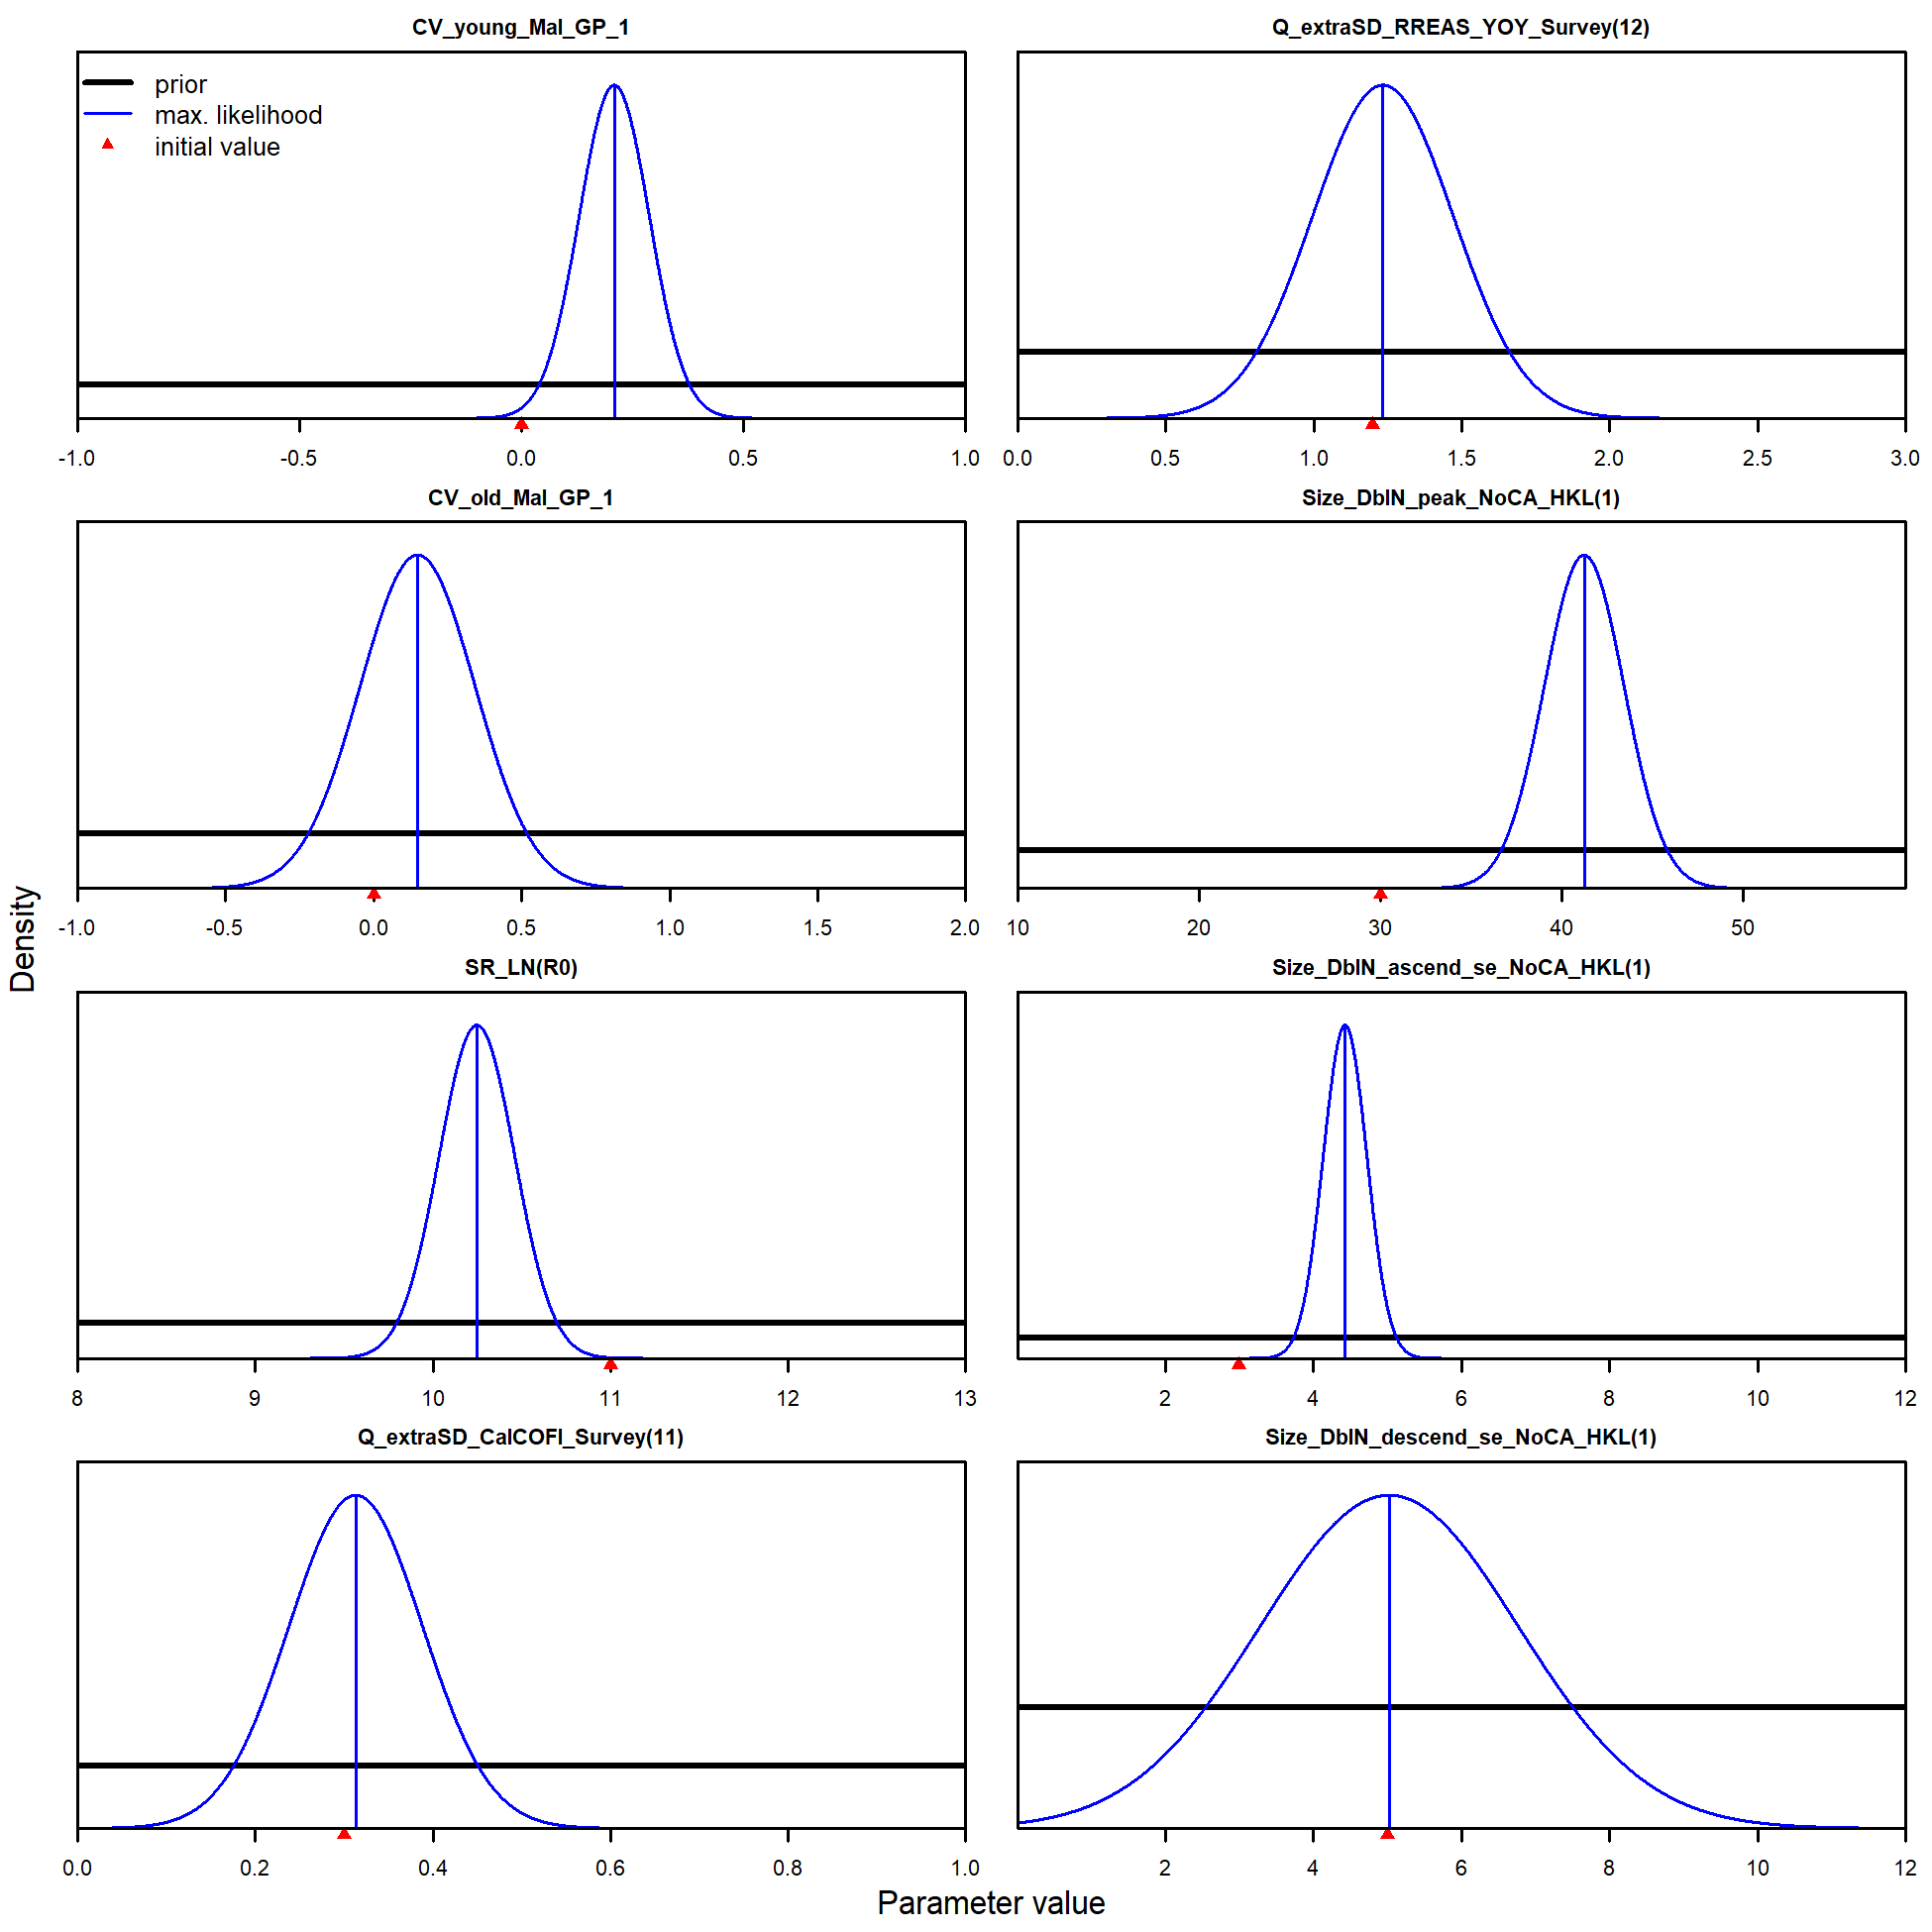 CV_young_Mal_GP_1
prior
max. likelihood
initial value
-1.0 -0.5 0.0 0.5 1.0
Q_extraSD_RREAS_YOY_Survey(12)
0.0 0.5 1.0 1.5 2.0 2.5 3.0
CV_old_Mal_GP_1
-1.0 -0.5 0.0 0.5 1.0 1.5 2.0
Size_DblN_peak_NoCA_HKL(1)
10 20 30 40 50
SR_LN(R0)
8 9 10 11 12 13
Size_DblN_ascend_se_NoCA_HKL(1)
2 4 6 8 10 12
Q_extraSD_CalCOFI_Survey(11)
0.0 0.2 0.4 0.6 0.8 1.0
Size_DblN_descend_se_NoCA_HKL(1)
2 4 6 8 10 12
Density
Parameter value